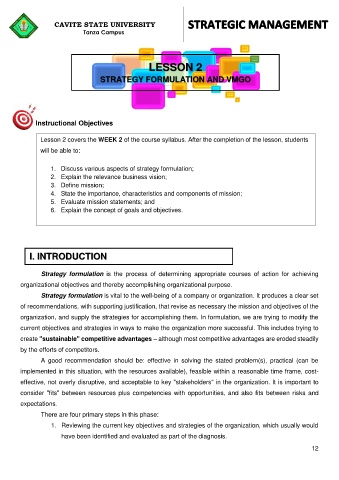 CAVITE STATE UNIVERSITY
Tanza Campus
STRATEGIC MANAGEMENT
LESSON 2
STRATEGY FORMULATION AND VMGO
Instructional Objectives
Lesson 2 covers the WEEK 2 of the course syllabus. After the completion of the lesson, students
will be able to:
1. Discuss various aspects of strategy formulation;
2. Explain the relevance business vision;
3. Define mission;
4. State the importance, characteristics and components of mission;
5. Evaluate mission statements; and
6. Explain the concept of goals and objectives.
I. INTRODUCTION
Strategy formulation is the process of determining appropriate courses of action for achieving
organizational objectives and thereby accomplishing organizational purpose.
Strategy formulation is vital to the well-being of a company or organization. It produces a clear set
of recommendations, with supporting justification, that revise as necessary the mission and objectives of the
organization, and supply the strategies for accomplishing them. In formulation, we are trying to modify the
current objectives and strategies in ways to make the organization more successful. This includes trying to
create "sustainable" competitive advantages – although most competitive advantages are eroded steadily
by the efforts of competitors.
A good recommendation should be: effective in solving the stated problem(s), practical (can be
implemented in this situation, with the resources available), feasible within a reasonable time frame, cost-
effective, not overly disruptive, and acceptable to key "stakeholders" in the organization. It is important to
consider "fits" between resources plus competencies with opportunities, and also fits between risks and
expectations.
There are four primary steps in this phase:
1. Reviewing the current key objectives and strategies of the organization, which usually would
have been identified and evaluated as part of the diagnosis.
12